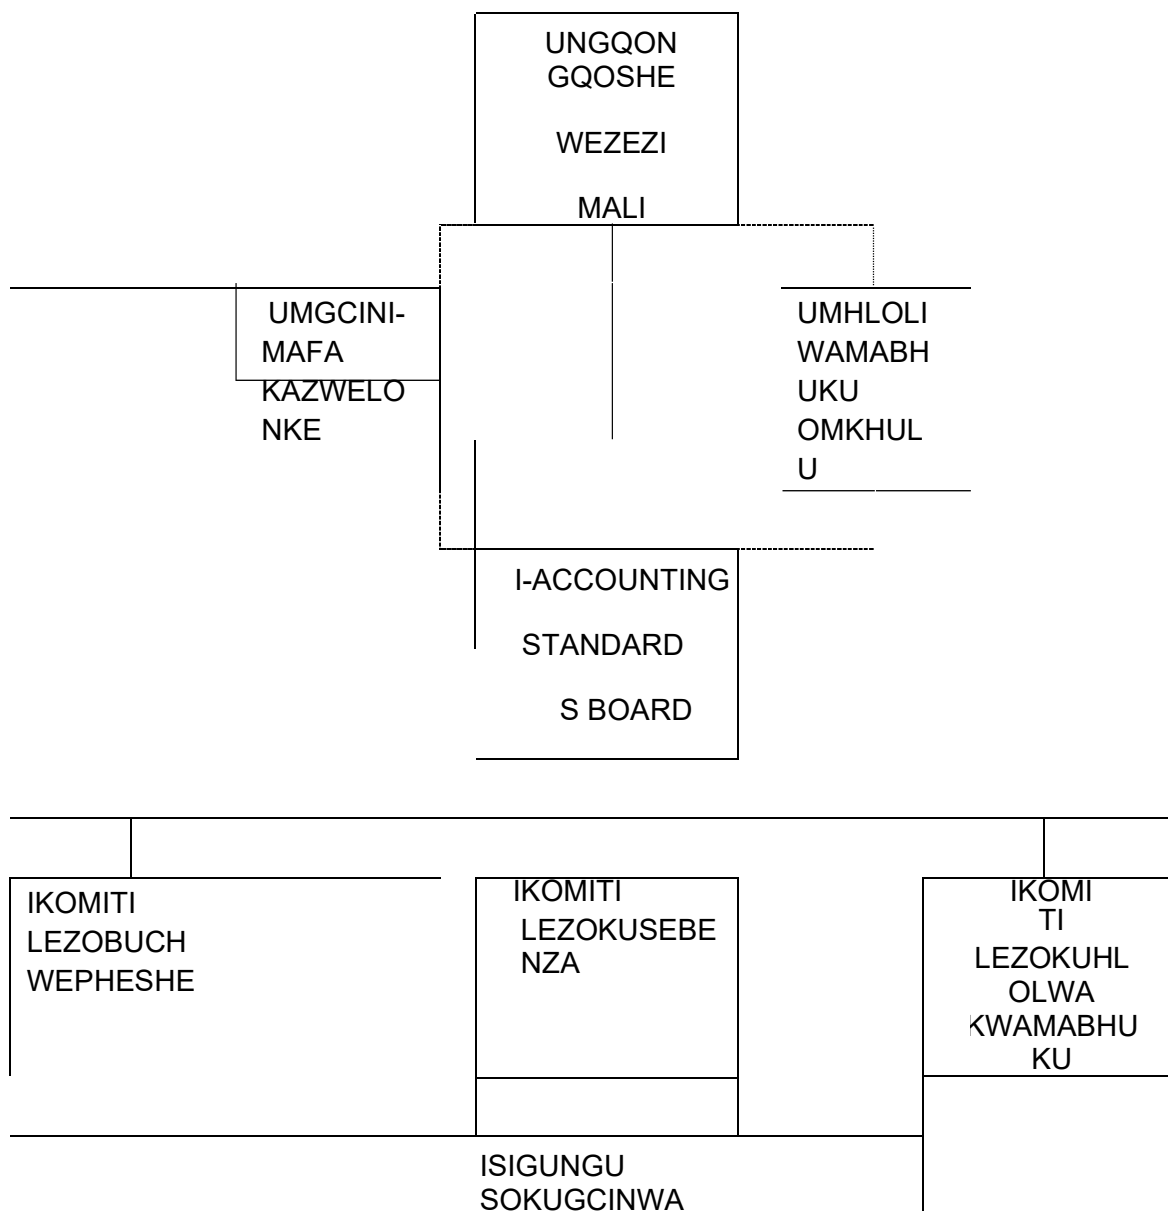 UNGQON
GQOSHE
WEZEZI
MALI
UMGCINI-
MAFA
KAZWELO
NKE
UMHLOLI
WAMABH
UKU
OMKHUL
U
I-ACCOUNTING
STANDARD
S BOARD
IKOMITI
LEZOBUCH
WEPHESHE
IKOMITI
LEZOKUSEBE
NZA
IKOMI
TI
LEZOKUHL
OLWA
KWAMABHU
KU
ISIGUNGU
SOKUGCINWA